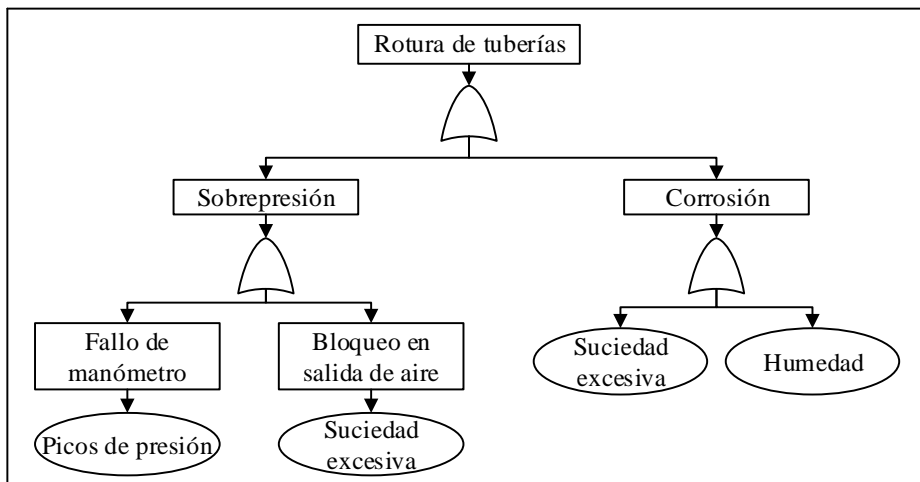 Rotura de tuberías
Sobrepresión
Corrosión
Fallo de
manómetro
Bloqueo en
salida de aire
Suciedad
excesiva
Humedad
Picos de presión
Suciedad
excesiva